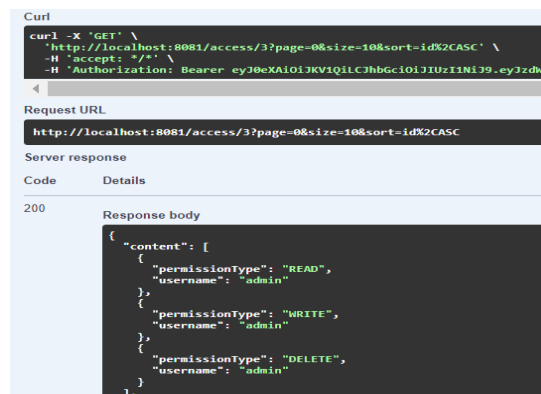 Curl
curl -X 'GET' \
'http://localhost:8081/access/3?page=0&size=10&sort=id%2CASC' \
-H 'accept: */*' \
-H 'Authorization: Bearer eyJ0eXAiOiJKV1QiLCJhbGciOiJIUzI1NiJ9.eyJzdW
Request URL
http://localhost:8081/access/3?page=0&size=10&sort=id%2CASC
Server response
Code Details
200
Response body
{
"content": [
{
"permissionType": "READ",
"username": "admin"
},
{
"permissionType": "WRITE",
"username": "admin"
},
{
"permissionType": "DELETE",
"username": "admin"
}
],